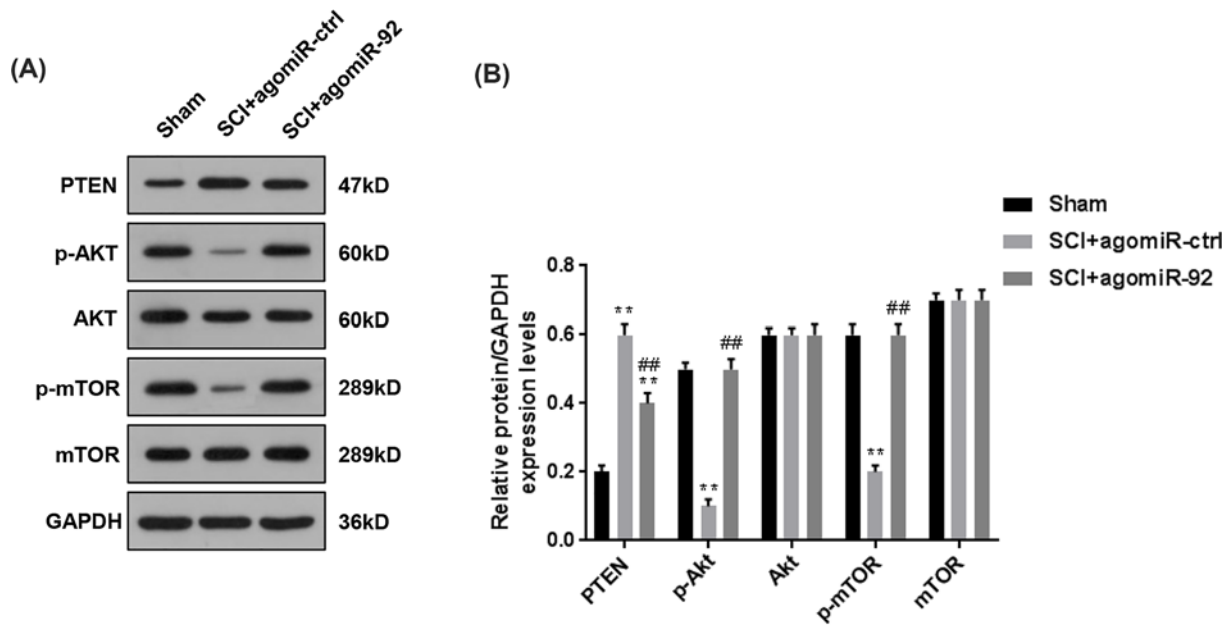 (A)
Sham
SCI+agomiR-ctrl
SCI+agomiR-92
PTEN 47kD
p-AKT 60kD
AKT 60kD
p-mTOR 289kD
mTOR 289kD
GAPDH 36kD
(B)
Sham
SCI+agomiR-ctrl
SCI+agomiR-92
Relative protein/GAPDH
expression levels
0.8
0.6
0.4
0.2
0.0
**
##
**
**
##
**
##
PTEN
p-Akt
Akt
p-mTOR
mTOR